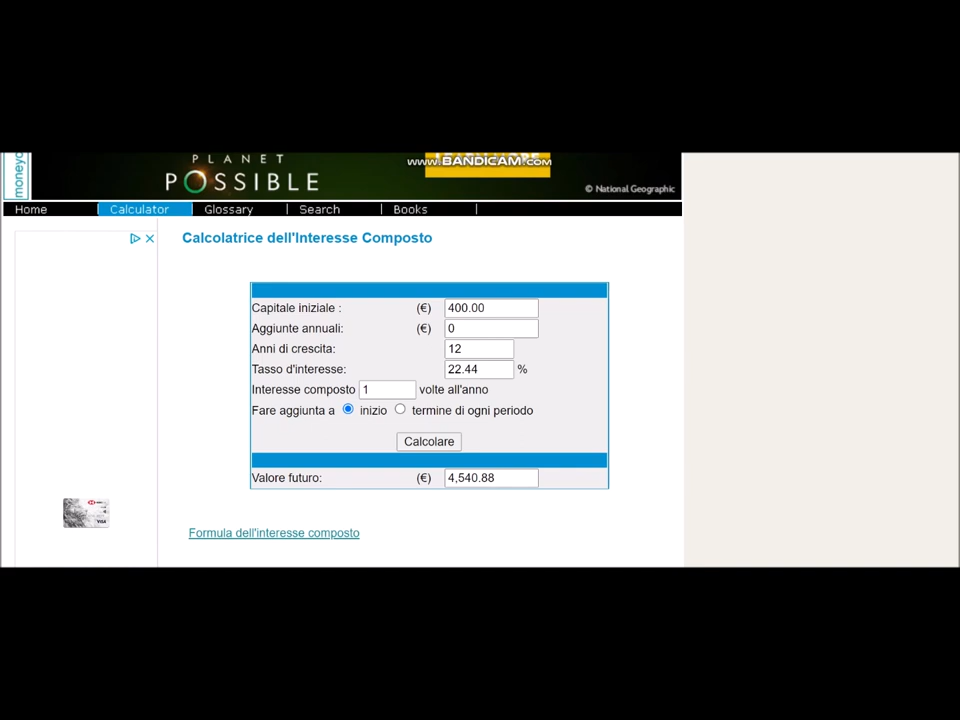 PLANET
POSSIBLE
www.BANDICAM.com
© National Geographic
Home | Calculator | Glossary | Search | Books |
Calcolatrice dell'Interesse Composto
Capitale iniziale : (€) 400.00
Aggiunte annuali: (€) 0
Anni di crescita: 12
Tasso d'interesse: 22.44 %
Interesse composto 1 volte all'anno
Fare aggiunta a inizio termine di ogni periodo
Calcolare
Valore futuro: (€) 4,540.88
VISA
Formula dell'interesse composto